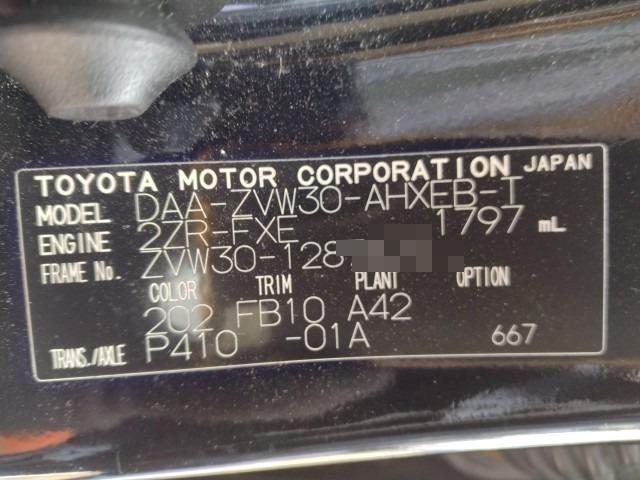 TOYOTA MOTOR CORPORATION JAPAN
MODEL DAA-ZVW30-AHXEB-T
ENGINE 2ZR-FXE 1797 mL
FRAME No. ZVW30-128
COLOR TRIM PLANT OPTION
202 FB10 A42
TRANS./AXLE P410 -01A 667